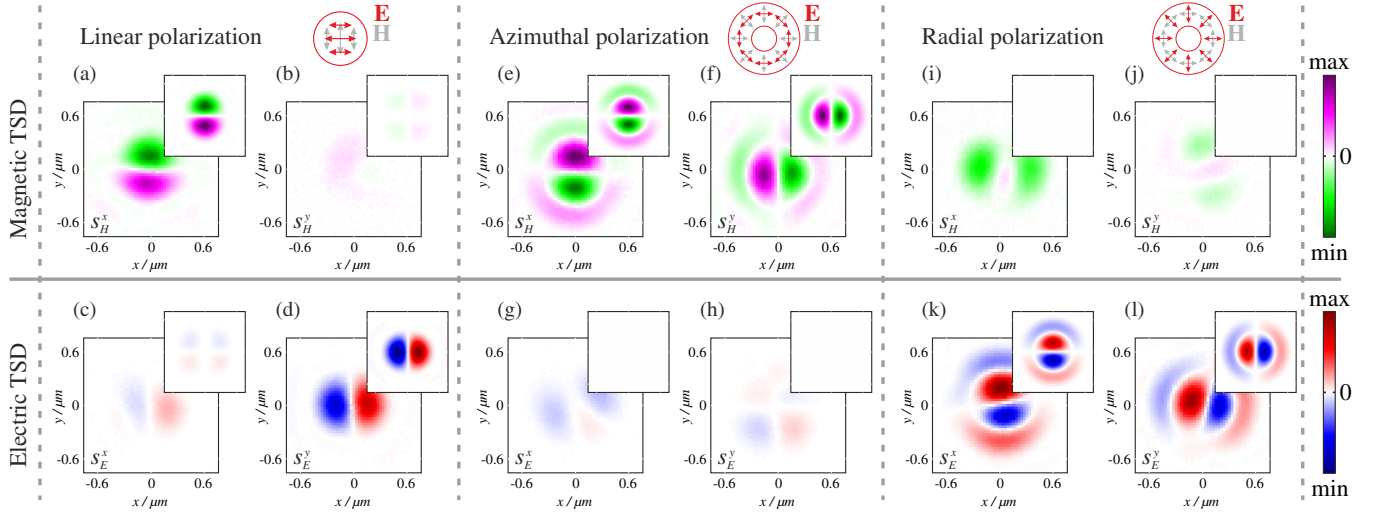 Linear polarization
E
H
Azimuthal polarization
E
H
Radial polarization
E
H
Magnetic TSD
(a)
0.6
0
-0.6
y / μm
s_H^x
-0.6 0 0.6
x / μm
(b)
s_H^y
-0.6 0 0.6
x / μm
(e)
0.6
0
-0.6
y / μm
s_H^x
-0.6 0 0.6
x / μm
(f)
0.6
0
-0.6
y / μm
s_H^y
-0.6 0 0.6
x / μm
(i)
0.6
0
-0.6
y / μm
s_H^x
-0.6 0 0.6
x / μm
(j)
0.6
0
-0.6
y / μm
s_H^y
-0.6 0 0.6
x / μm
max
0
min
Electric TSD
(c)
0.6
0
-0.6
y / μm
s_E^x
-0.6 0 0.6
x / μm
(d)
0.6
0
-0.6
y / μm
s_E^y
-0.6 0 0.6
x / μm
(g)
0.6
0
-0.6
y / μm
s_E^x
-0.6 0 0.6
x / μm
(h)
0.6
0
-0.6
y / μm
s_E^y
-0.6 0 0.6
x / μm
(k)
0.6
0
-0.6
y / μm
s_E^x
-0.6 0 0.6
x / μm
(l)
0.6
0
-0.6
y / μm
s_E^y
-0.6 0 0.6
x / μm
max
0
min